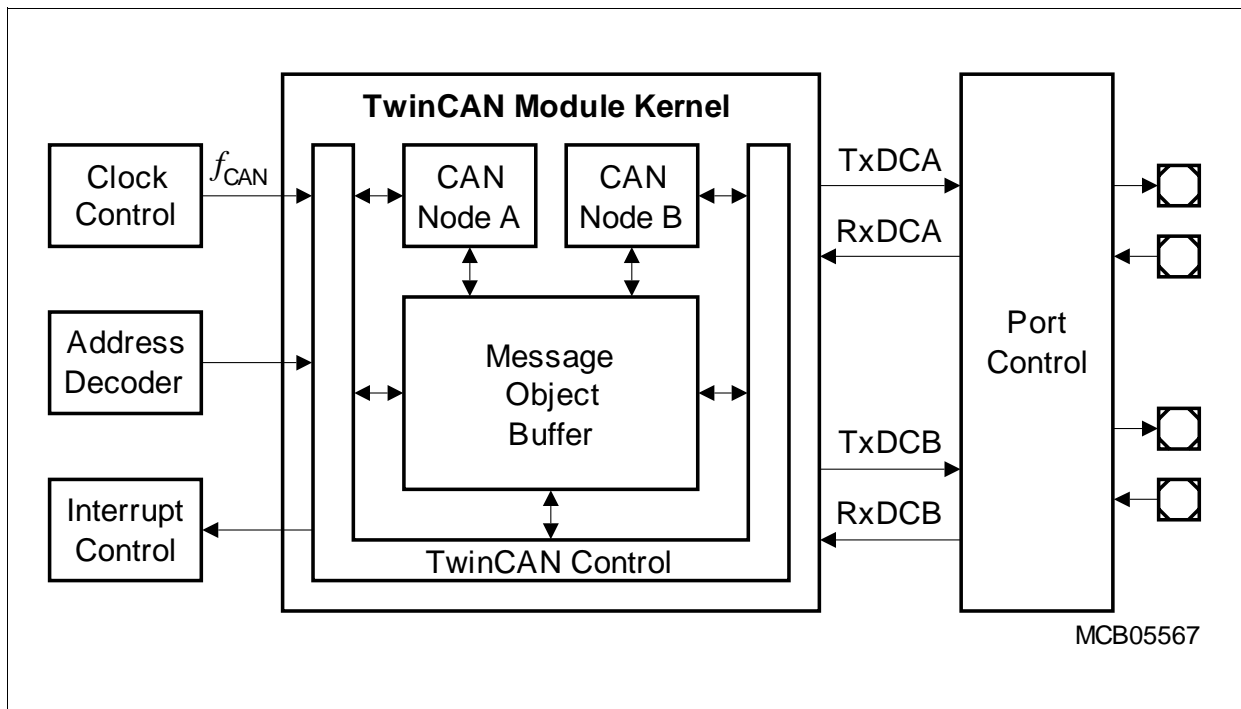 TwinCAN Module Kernel
Clock
Control
fCAN
CAN
Node A
CAN
Node B
TxDCA
RxDCA
Address
Decoder
Message
Object
Buffer
Port
Control
TxDCB
RxDCB
Interrupt
Control
TwinCAN Control
MCB05567